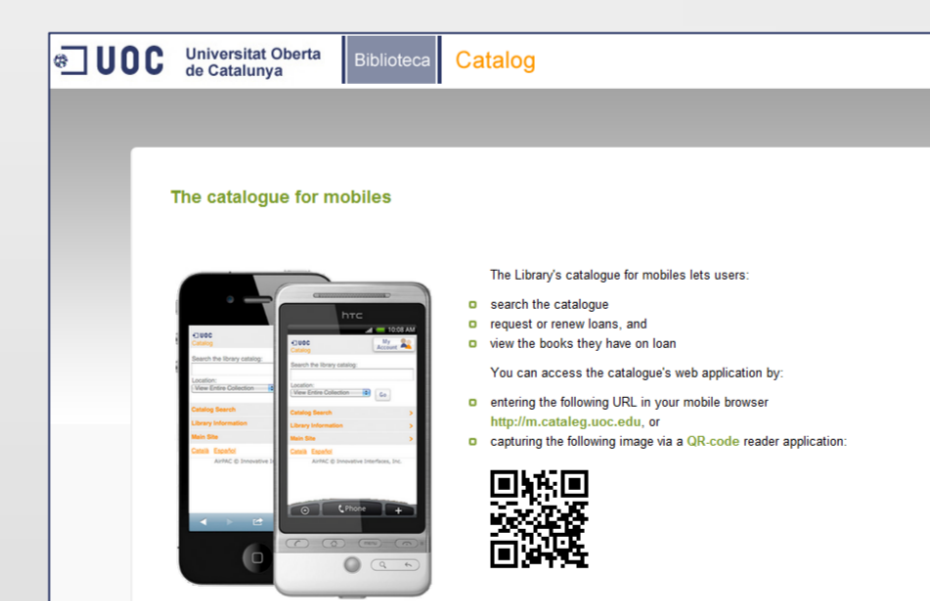 UOC
Universitat Oberta
de Catalunya
Biblioteca
Catalog
The catalogue for mobiles
The Library's catalogue for mobiles lets users:
search the catalogue
request or renew loans, and
view the books they have on loan
You can access the catalogue's web application by:
entering the following URL in your mobile browser
http://m.cataleg.uoc.edu, or
capturing the following image via a QR-code reader application:
UOC
Catalog
Search the library catalog:
Location:
View Entire Collection
Catalog Search
Library Information
Main Site
Català Español
AirPAC © Innovative I
hTC
10:08 AM
UOC
Catalog
My
Account
Search the library catalog:
Location:
View Entire Collection
Go
Catalog Search
Library Information
Main Site
Català Español
AirPAC © Innovative Interfaces, Inc.
Phone
menu